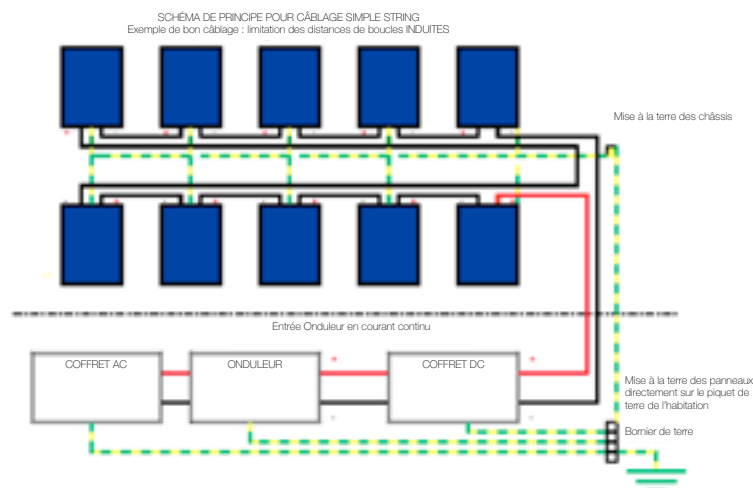 SCHÉMA DE PRINCIPE POUR CÂBLAGE SIMPLE STRING
Exemple de bon câblage : limitation des distances de boucles INDUITES
Mise à la terre des châssis
Entrée Onduleur en courant continu
COFFRET AC
ONDULEUR
COFFRET DC
Mise à la terre des panneaux
directement sur le piquet de
terre de l'habitation
Bornier de terre